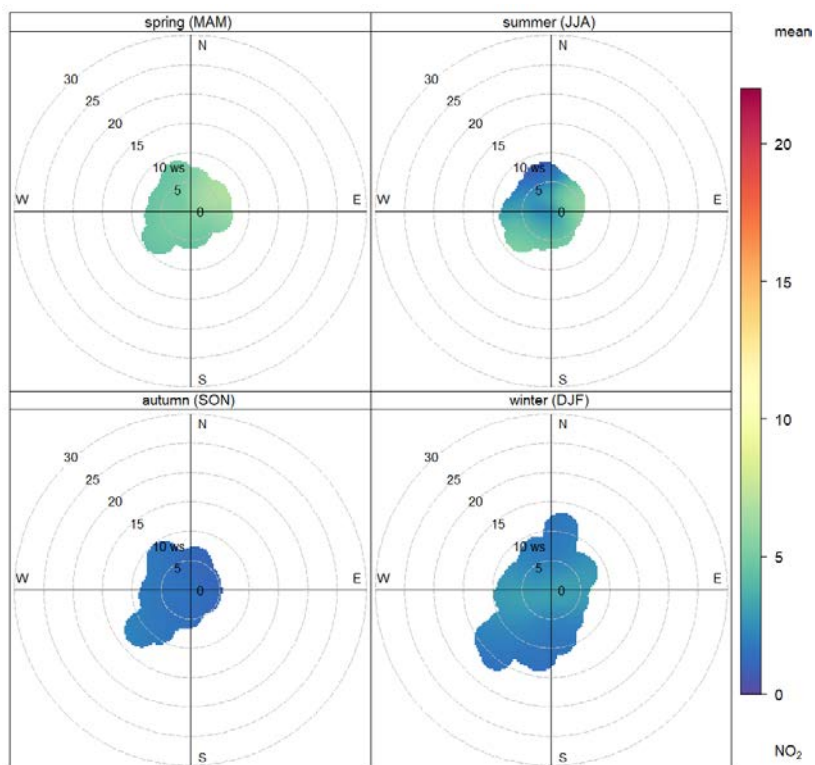 spring (MAM)
summer (JJA)
mean
N
30
25
20
15
10 ws
5
W
0
E
S
N
30
25
20
15
10 ws
5
W
0
E
S
autumn (SON)
winter (DJF)
N
30
25
20
15
10 ws
5
W
0
E
S
N
30
25
20
15
10 ws
5
W
0
E
S
20
15
10
5
0
NO₂